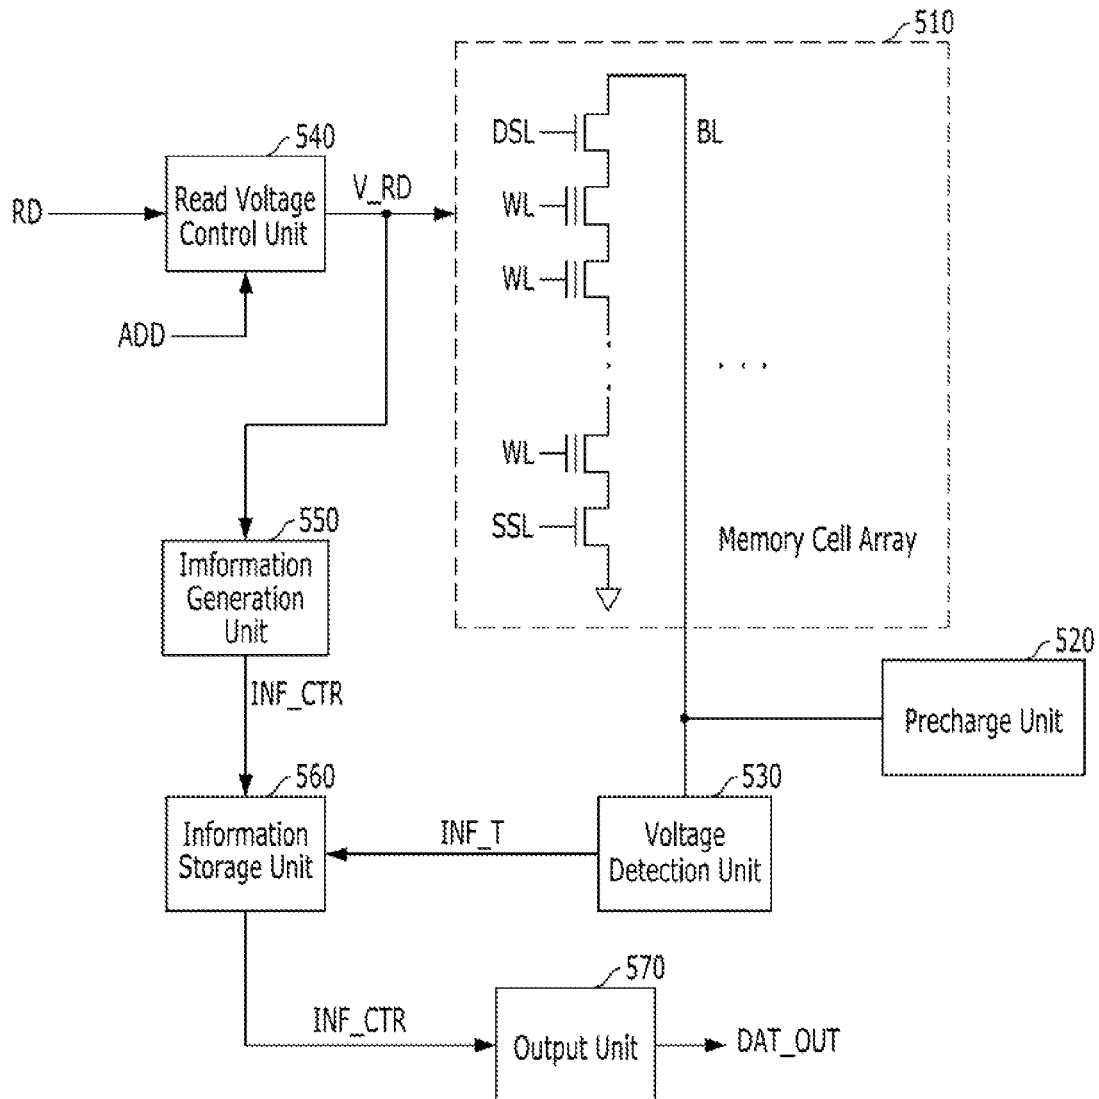 510
540
DSL
BL
Read Voltage
Control Unit
V_RD
RD
WL
WL
ADD
WL
550
SSL
Memory Cell Array
Imformation
Generation
Unit
520
INF_CTR
Precharge Unit
560
530
Information
Storage Unit
INF_T
Voltage
Detection Unit
570
INF_CTR
Output Unit
DAT_OUT